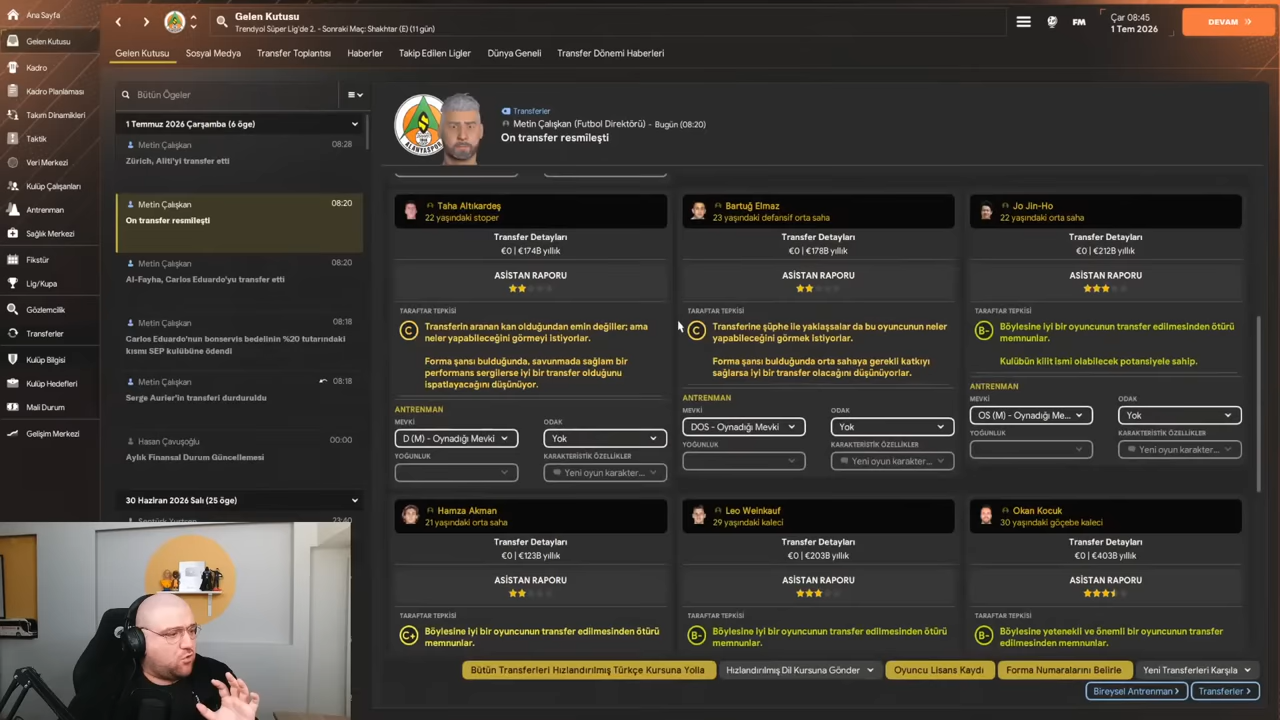 Ana Sayfa
Gelen Kutusu
Kadro
Kadro Planlaması
Takım Dinamikleri
Taktik
Veri Merkezi
Kulüp Çalışanları
Antrenman
Sağlık Merkezi
Fikstür
Lig/Kupa
Gözlemcilik
Transferler
Kulüp Bilgisi
Kulüp Hedefleri
Mali Durum
Gelişim Merkezi
Gelen Kutusu
Trendyol Süper Lig'de 2. - Sonraki Maç: Shakhtar (E) (11 gün)
FM
Çar 08:45
1 Tem 2026
DEVAM
Gelen Kutusu
Sosyal Medya
Transfer Toplantısı
Haberler
Takip Edilen Ligler
Dünya Geneli
Transfer Dönemi Haberleri
Bütün Ögeler
1 Temmuz 2026 Çarşamba (6 öge)
Metin Çalışkan 08:28
Zürich, Aliti'yi transfer etti
Metin Çalışkan 08:20
On transfer resmileşti
Metin Çalışkan 08:20
Al-Fayha, Carlos Eduardo'yu transfer etti
Metin Çalışkan 08:18
Carlos Eduardo'nun bonservis bedelinin %20 tutarındaki
kısmı SEP kulübüne ödendi
Metin Çalışkan 08:18
Serge Aurier'in transferi durduruldu
Hasan Çavuşoğlu 00:00
Aylık Finansal Durum Güncellemesi
30 Haziran 2026 Salı (25 öge)
Transferler
Metin Çalışkan (Futbol Direktörü) - Bugün (08:20)
On transfer resmileşti
ALANYASPOR
Taha Altıkardeş
22 yaşındaki stoper
Transfer Detayları
€0 | €174B yıllık
ASİSTAN RAPORU
TARAFTAR TEPKİSİ
C
Transferin aranan kan olduğundan emin değiller; ama
neler yapabileceğini görmeyi istiyorlar.
Forma şansı bulduğunda, savunmada sağlam bir
performans sergilerse iyi bir transfer olduğunu
ispatlayacağını düşünüyor.
ANTRENMAN
MEVKİ ODAK
D (M) - Oynadığı Mevki Yok
YOĞUNLUK KARAKTERİSTİK ÖZELLİKLER
Yeni oyun karakter...
Bartuğ Elmaz
23 yaşındaki defansif orta saha
Transfer Detayları
€0 | €178B yıllık
ASİSTAN RAPORU
TARAFTAR TEPKİSİ
C
Transferine şüphe ile yaklaşsalar da bu oyuncunun neler
yapabileceğini görmek istiyorlar.
Forma şansı bulduğunda orta sahaya gerekli katkıyı
sağlarsa iyi bir transfer olacağını düşünüyorlar.
ANTRENMAN
MEVKİ ODAK
DOS - Oynadığı Mevki Yok
YOĞUNLUK KARAKTERİSTİK ÖZELLİKLER
Yeni oyun karakter...
Jo Jin-Ho
22 yaşındaki orta saha
Transfer Detayları
€0 | €212B yıllık
ASİSTAN RAPORU
TARAFTAR TEPKİSİ
B-
Böylesine iyi bir oyuncunun transfer edilmesinden ötürü
memnunlar.
Kulübün kilit ismi olabilecek potansiyele sahip.
ANTRENMAN
MEVKİ ODAK
OS (M) - Oynadığı Me... Yok
YOĞUNLUK KARAKTERİSTİK ÖZELLİKLER
Yeni oyun karakter...
Hamza Akman
21 yaşındaki orta saha
Transfer Detayları
€0 | €123B yıllık
ASİSTAN RAPORU
TARAFTAR TEPKİSİ
C+
Böylesine iyi bir oyuncunun transfer edilmesinden ötürü
memnunlar.
Leo Weinkauf
29 yaşındaki kaleci
Transfer Detayları
€0 | €203B yıllık
ASİSTAN RAPORU
TARAFTAR TEPKİSİ
B-
Böylesine iyi bir oyuncunun transfer edilmesinden ötürü
memnunlar.
Okan Kocuk
30 yaşındaki göçebe kaleci
Transfer Detayları
€0 | €403B yıllık
ASİSTAN RAPORU
TARAFTAR TEPKİSİ
B-
Böylesine yetenekli ve önemli bir oyuncunun transfer
edilmesinden memnunlar.
Bütün Transferleri Hızlandırılmış Türkçe Kursuna Yolla
Hızlandırılmış Dil Kursuna Gönder
Oyuncu Lisans Kaydı
Forma Numaralarını Belirle
Yeni Transferleri Karşıla
Bireysel Antrenman
Transferler